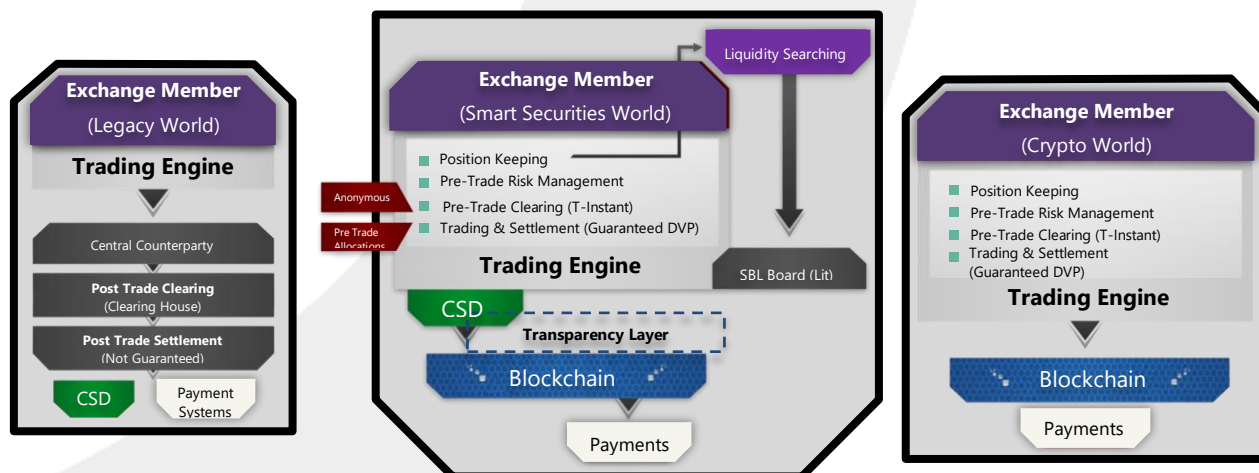 Exchange Member
(Legacy World)
Trading Engine
Central Counterparty
Post Trade Clearing
(Clearing House)
Post Trade Settlement
(Not Guaranteed)
CSD
Payment
Systems
Liquidity Searching
Exchange Member
(Smart Securities World)
Position Keeping
Pre-Trade Risk Management
Pre-Trade Clearing (T-Instant)
Trading & Settlement (Guaranteed DVP)
Anonymous
Pre Trade
Allocations
Trading Engine
SBL Board (Lit)
CSD
Transparency Layer
Blockchain
Payments
Exchange Member
(Crypto World)
Position Keeping
Pre-Trade Risk Management
Pre-Trade Clearing (T-Instant)
Trading & Settlement
(Guaranteed DVP)
Trading Engine
Blockchain
Payments